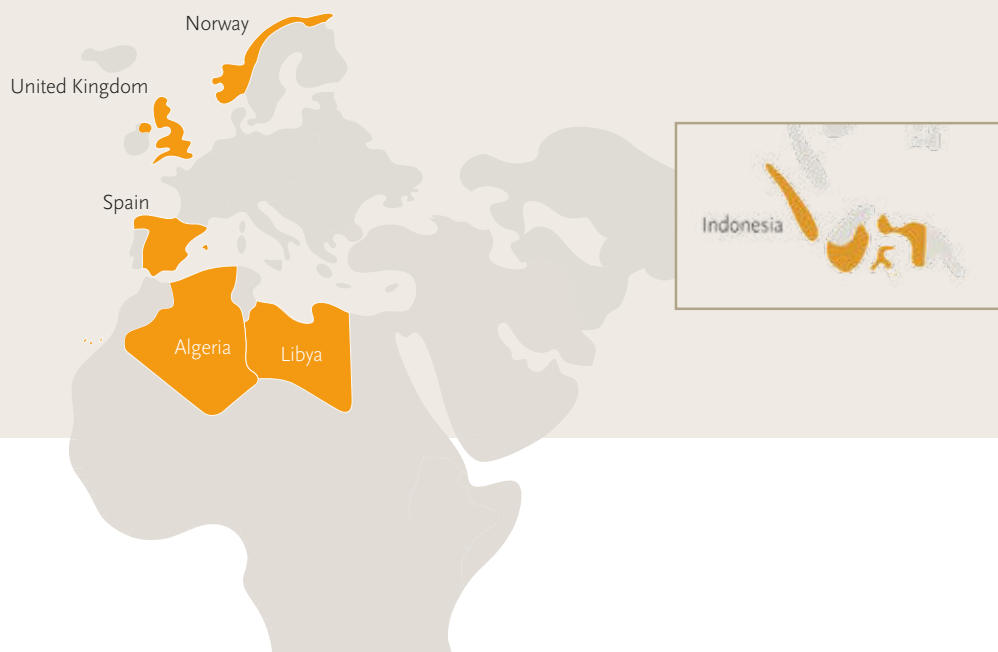 Norway
United Kingdom
Spain
Indonesia
Algeria
Libya